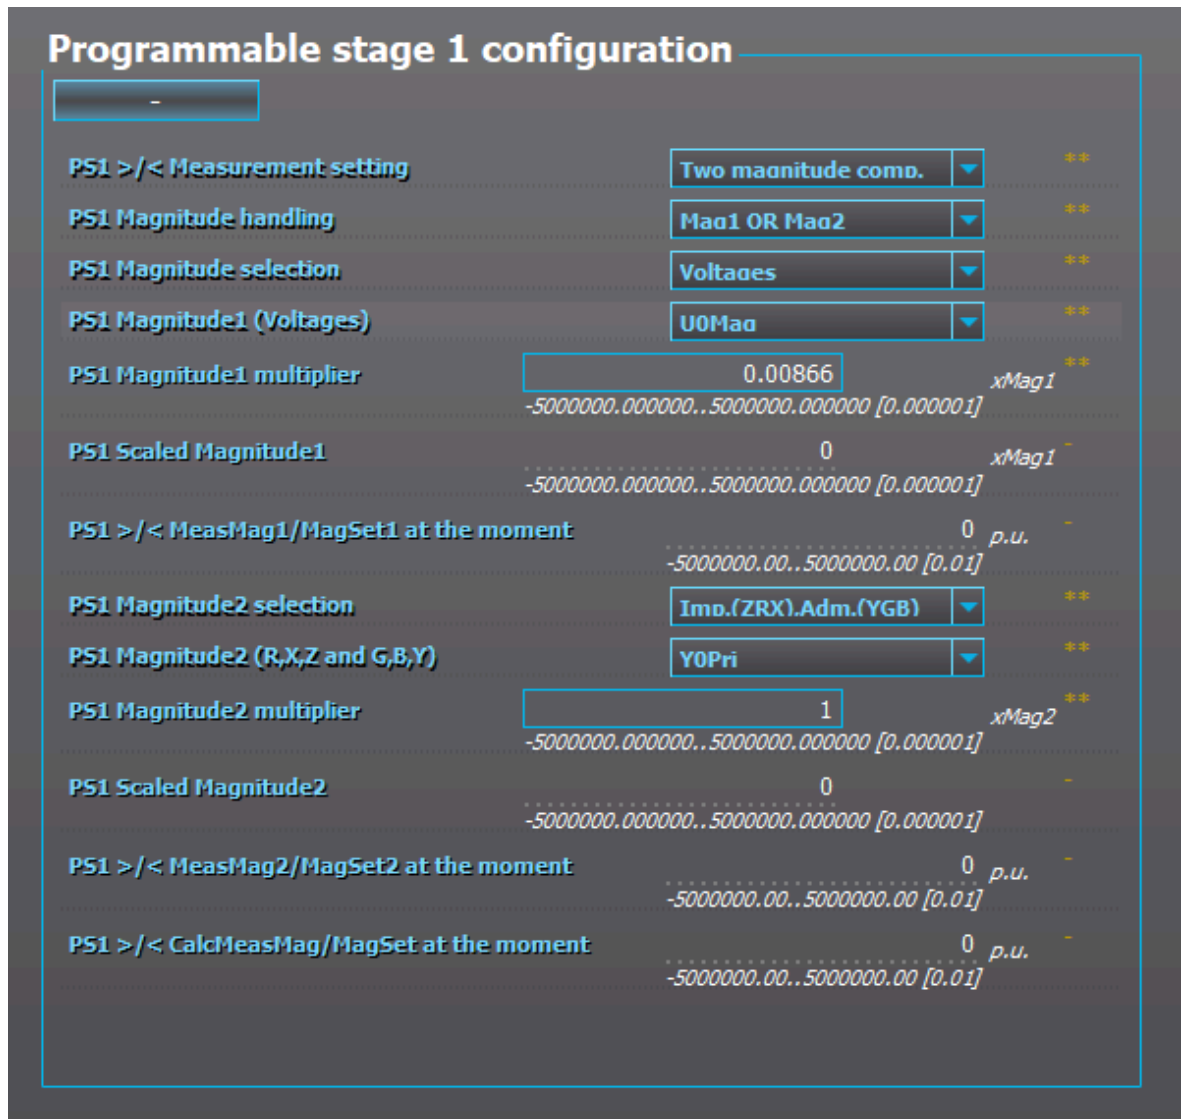 Programmable stage 1 configuration
-
PS1 >/< Measurement setting Two magnitude comp. **
PS1 Magnitude handling Mag1 OR Mag2 **
PS1 Magnitude selection Voltages **
PS1 Magnitude1 (Voltages) U0Mag **
PS1 Magnitude1 multiplier 0.00866 xMag1 **
-5000000.000000..5000000.000000 [0.000001]
PS1 Scaled Magnitude1 0 xMag1 -
-5000000.000000..5000000.000000 [0.000001]
PS1 >/< MeasMag1/MagSet1 at the moment 0 p.u. -
-5000000.00..5000000.00 [0.01]
PS1 Magnitude2 selection Imp.(ZRX).Adm.(YGB) **
PS1 Magnitude2 (R,X,Z and G,B,Y) Y0Pri **
PS1 Magnitude2 multiplier 1 xMag2 **
-5000000.000000..5000000.000000 [0.000001]
PS1 Scaled Magnitude2 0 -
-5000000.000000..5000000.000000 [0.000001]
PS1 >/< MeasMag2/MagSet2 at the moment 0 p.u. -
-5000000.00..5000000.00 [0.01]
PS1 >/< CalcMeasMag/MagSet at the moment 0 p.u. -
-5000000.00..5000000.00 [0.01]